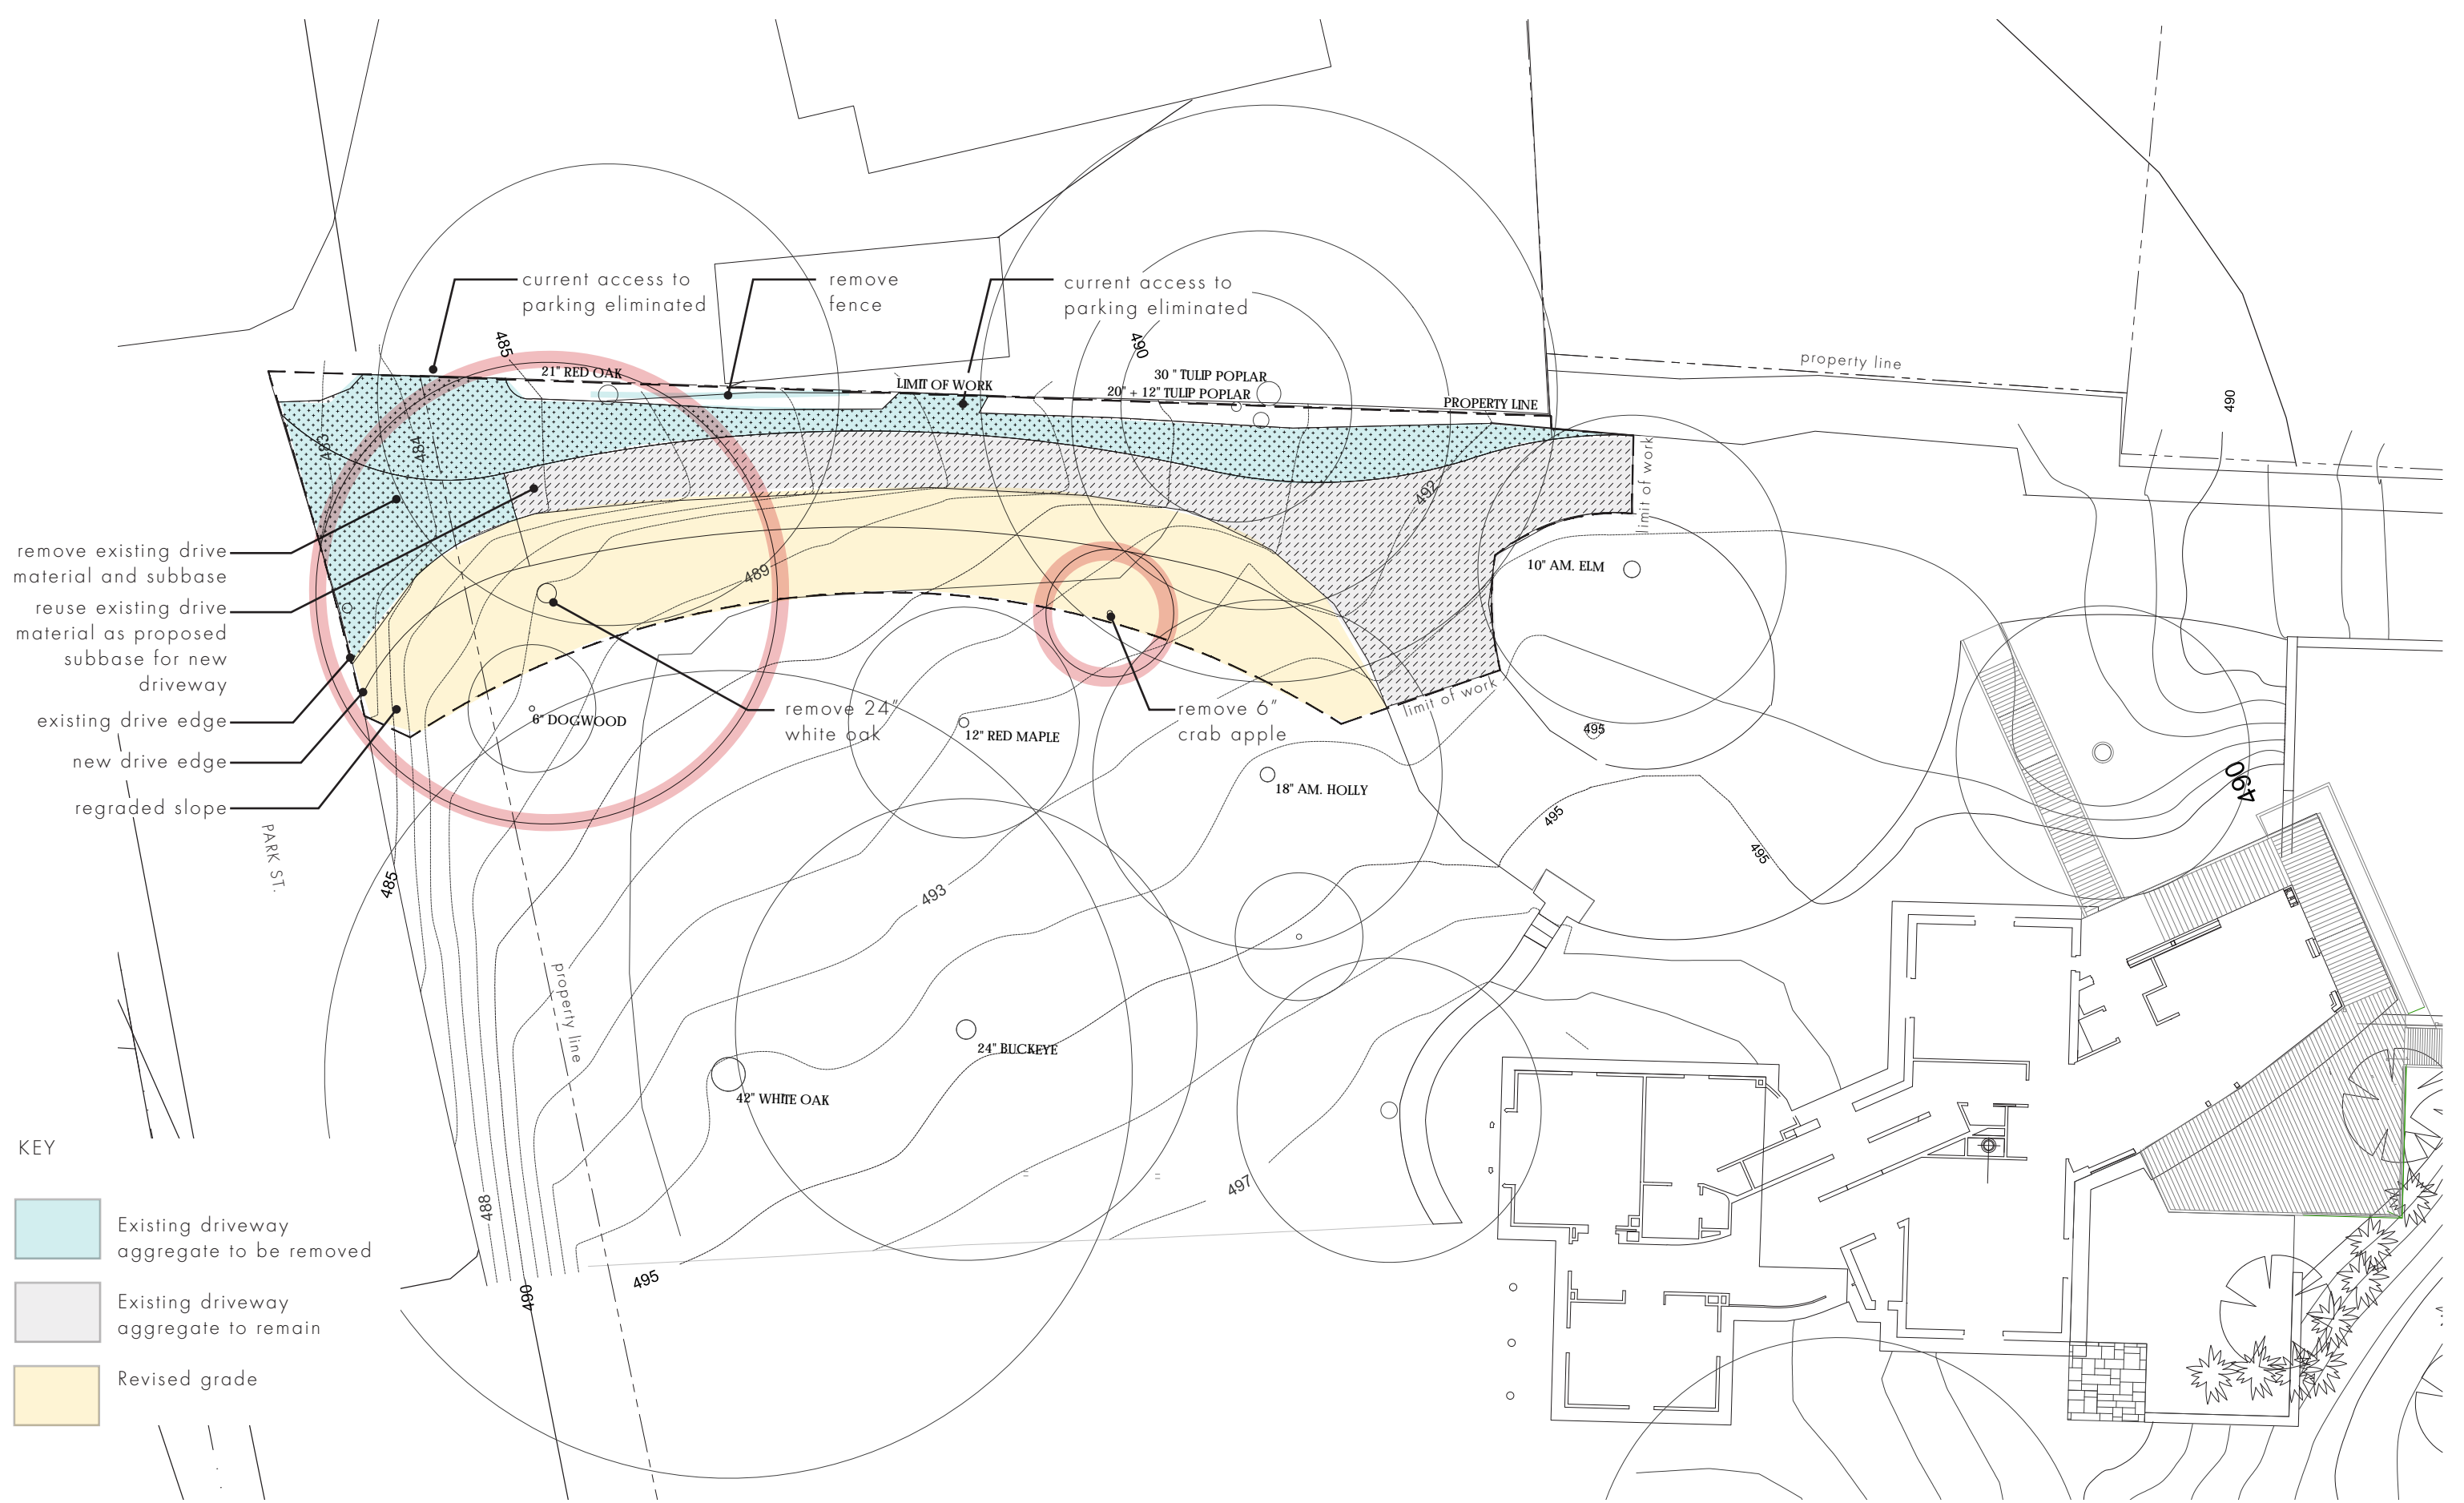 current access to
parking eliminated
remove
fence
current access to
parking eliminated
485
490
21" RED OAK
LIMIT OF WORK
30 " TULIP POPLAR
20" + 12" TULIP POPLAR
PROPERTY LINE
property line
490
483
484
492
limit of work
remove existing drive
material and subbase
reuse existing drive
material as proposed
subbase for new
driveway
existing drive edge
new drive edge
regraded slope
489
10" AM. ELM
6" DOGWOOD
remove 24"
white oak
12" RED MAPLE
remove 6"
crab apple
limit of work
495
18" AM. HOLLY
490
495
495
PARK ST.
485
493
property line
24" BUCKEYE
42" WHITE OAK
KEY
488
497
Existing driveway
aggregate to be removed
495
490
Existing driveway
aggregate to remain
Revised grade